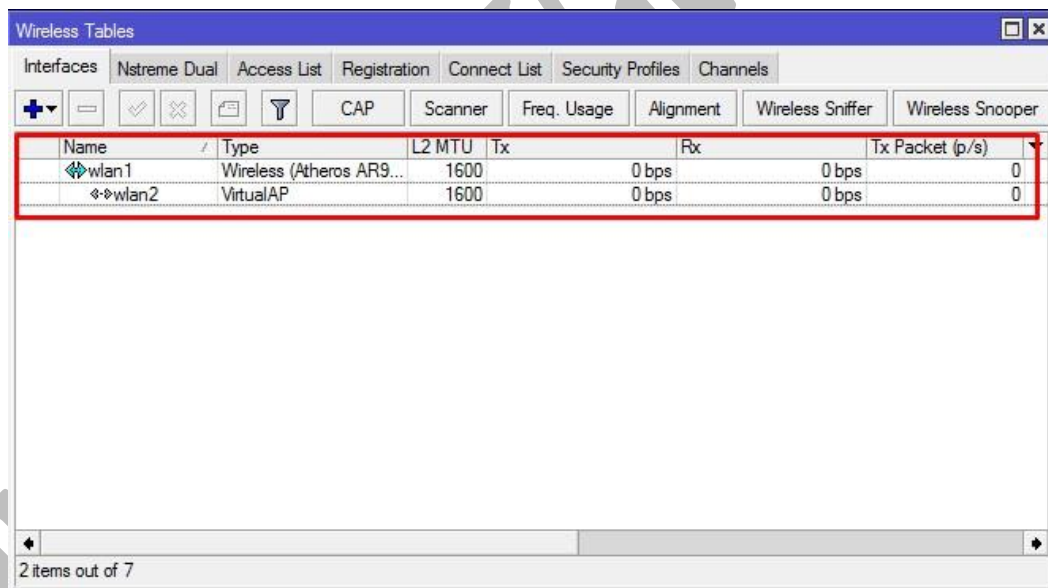 Wireless Tables
Interfaces Nstreme Dual Access List Registration Connect List Security Profiles Channels
CAP Scanner Freq. Usage Alignment Wireless Sniffer Wireless Snooper
Name / Type L2 MTU Tx Rx Tx Packet (p/s)
wlan1 Wireless (Atheros AR9... 1600 0 bps 0 bps 0
wlan2 VirtualAP 1600 0 bps 0 bps 0
2 items out of 7